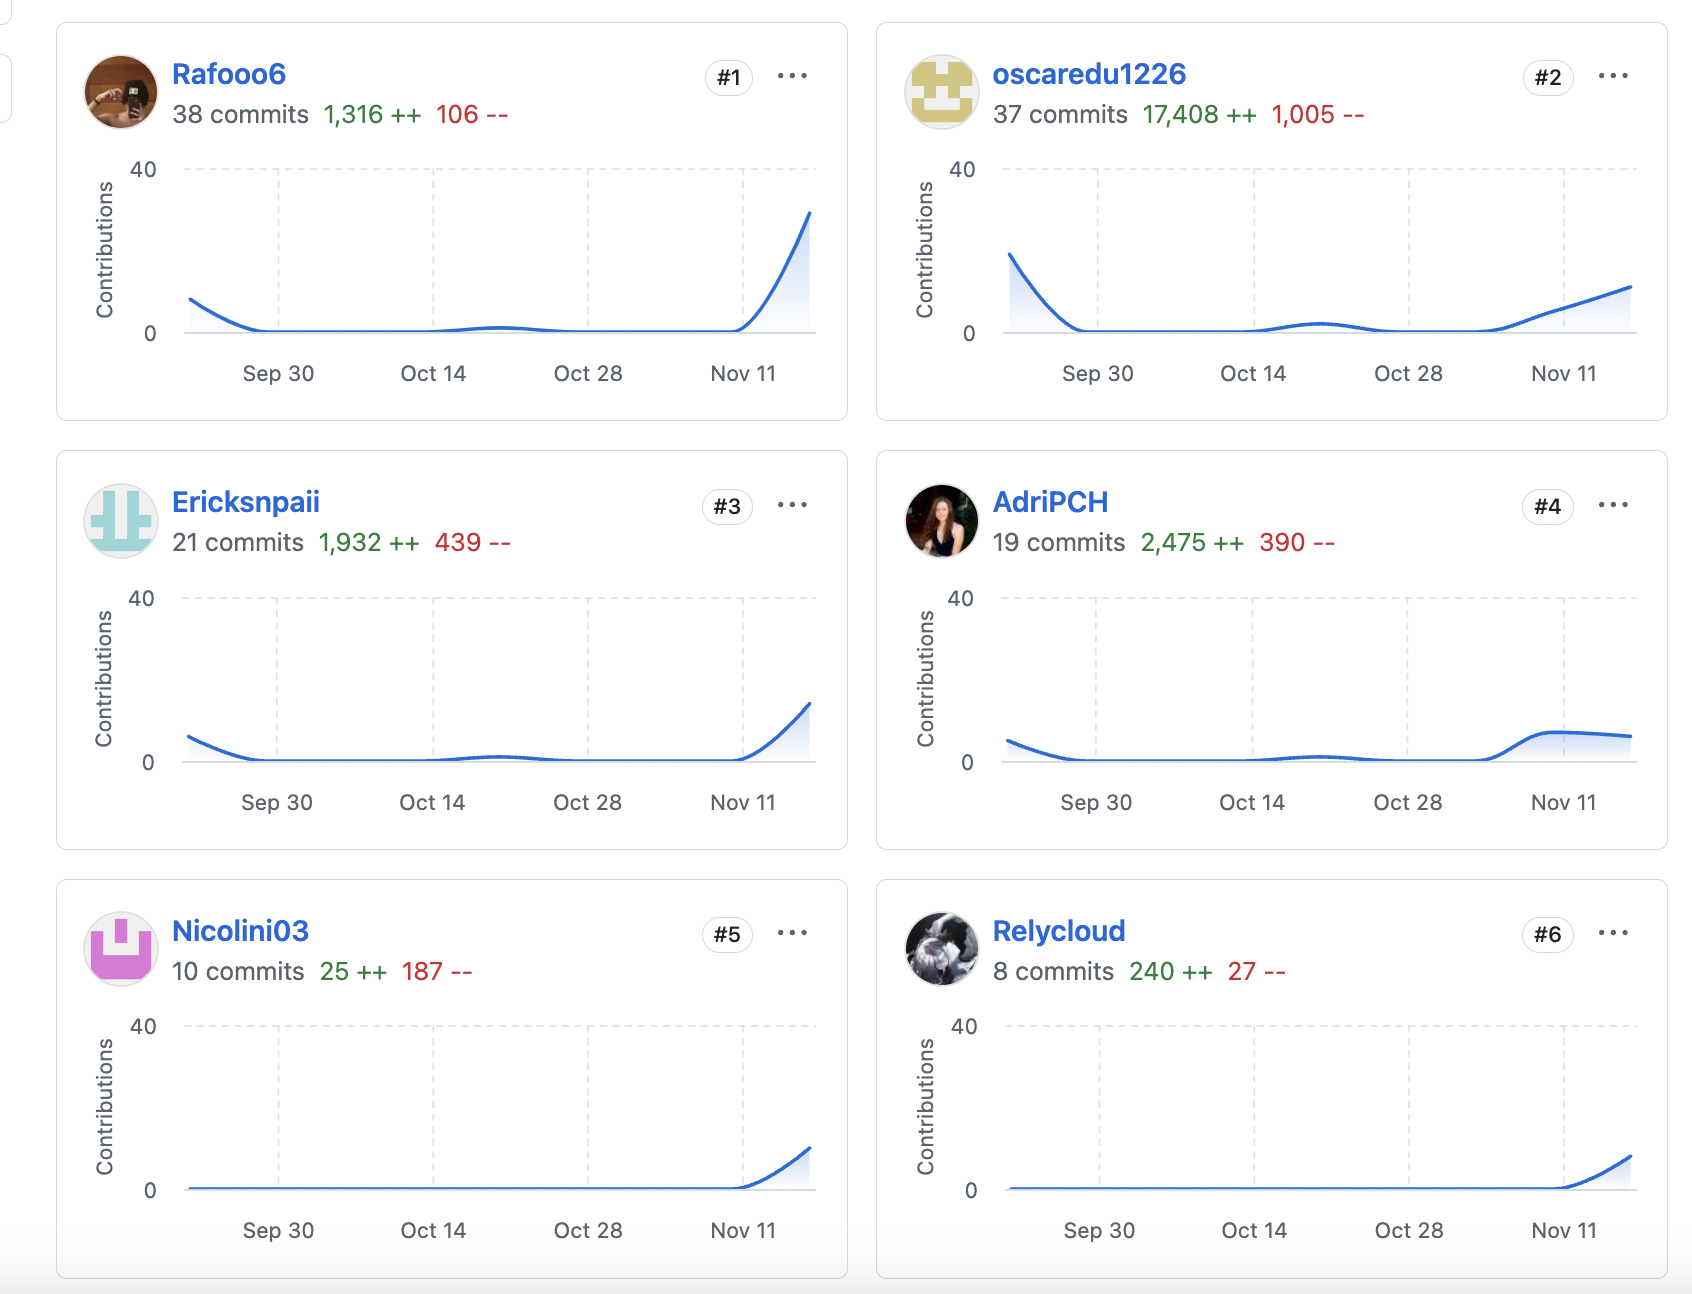 Rafooo6
#1
38 commits 1,316 ++ 106 --
Contributions
40
0
Sep 30 Oct 14 Oct 28 Nov 11
oscaredu1226
#2
37 commits 17,408 ++ 1,005 --
Contributions
40
0
Sep 30 Oct 14 Oct 28 Nov 11
Ericksnpaii
#3
21 commits 1,932 ++ 439 --
Contributions
40
0
Sep 30 Oct 14 Oct 28 Nov 11
AdriPCH
#4
19 commits 2,475 ++ 390 --
Contributions
40
0
Sep 30 Oct 14 Oct 28 Nov 11
Nicolini03
#5
10 commits 25 ++ 187 --
Contributions
40
0
Sep 30 Oct 14 Oct 28 Nov 11
Relycloud
#6
8 commits 240 ++ 27 --
Contributions
40
0
Sep 30 Oct 14 Oct 28 Nov 11